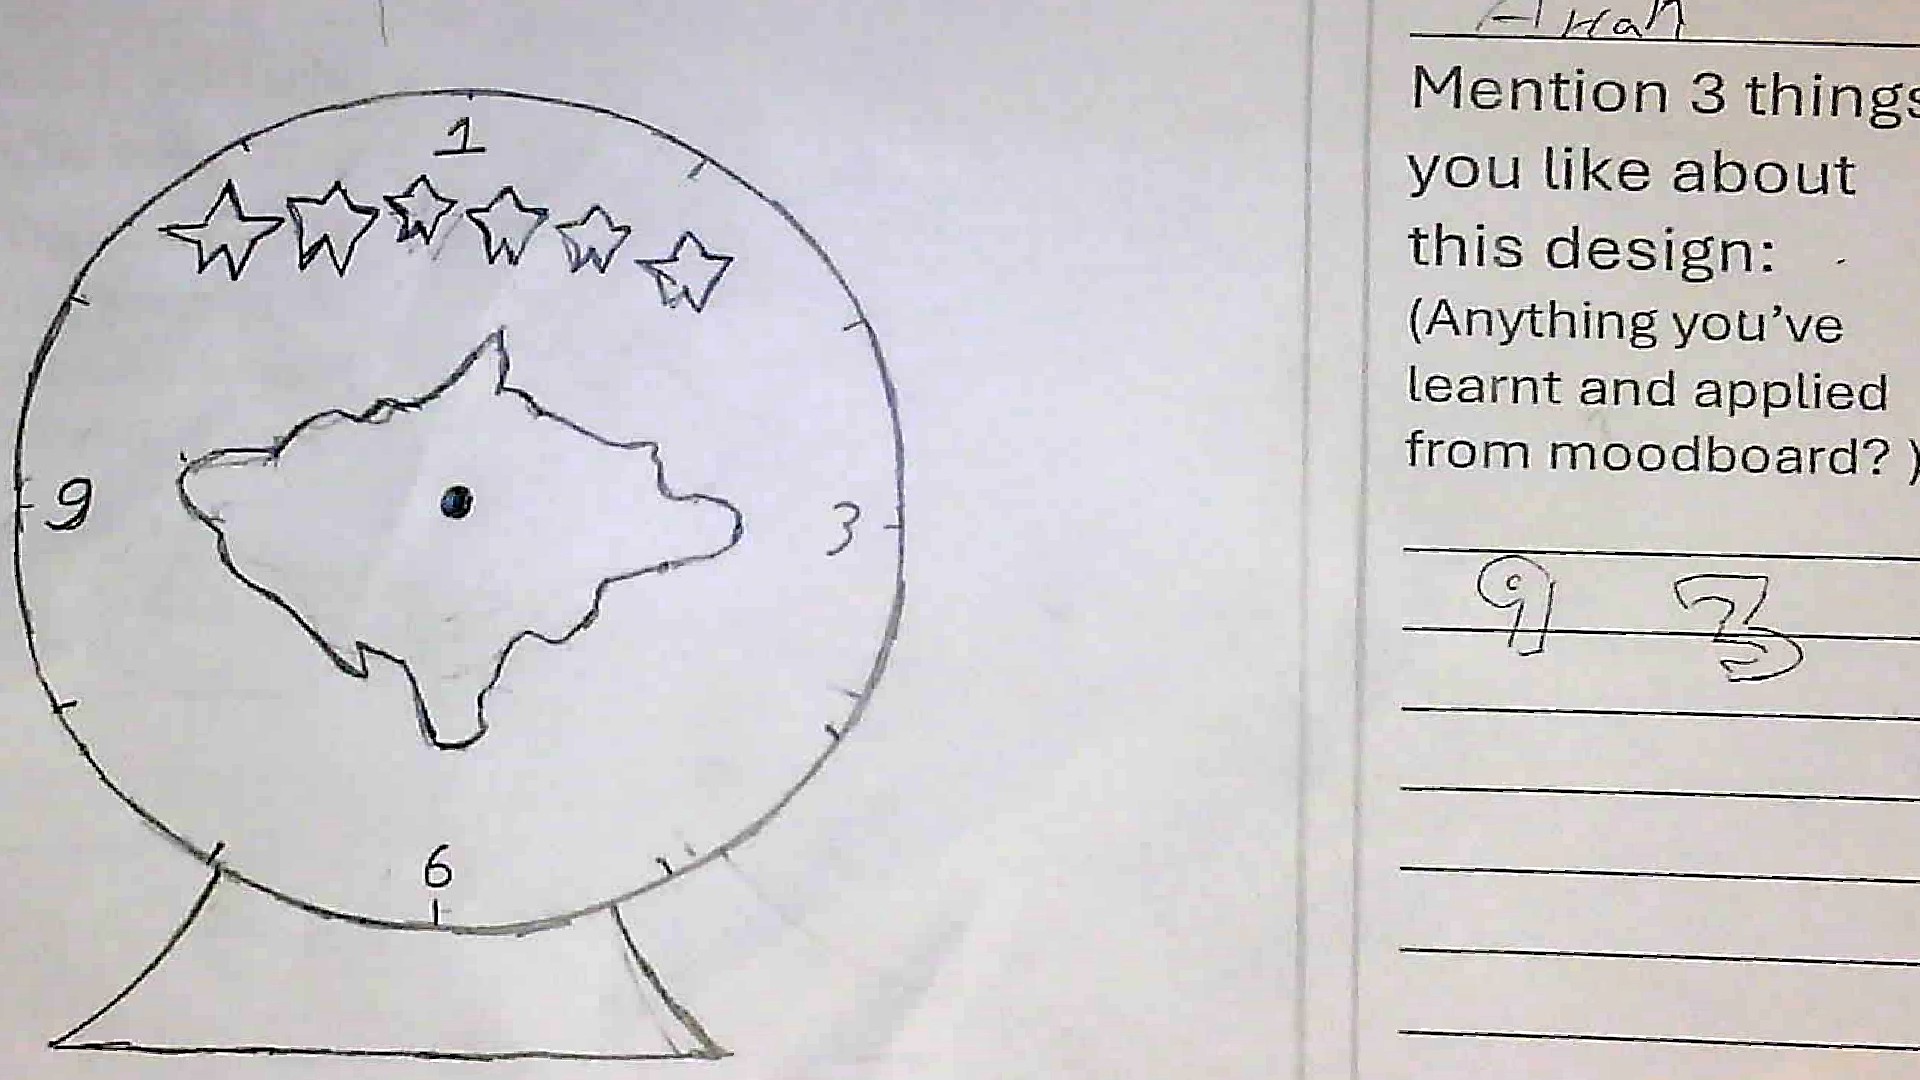 1
9
3
6
Mention 3 things
you like about
this design:
(Anything you've
learnt and applied
from moodboard? )
9 3